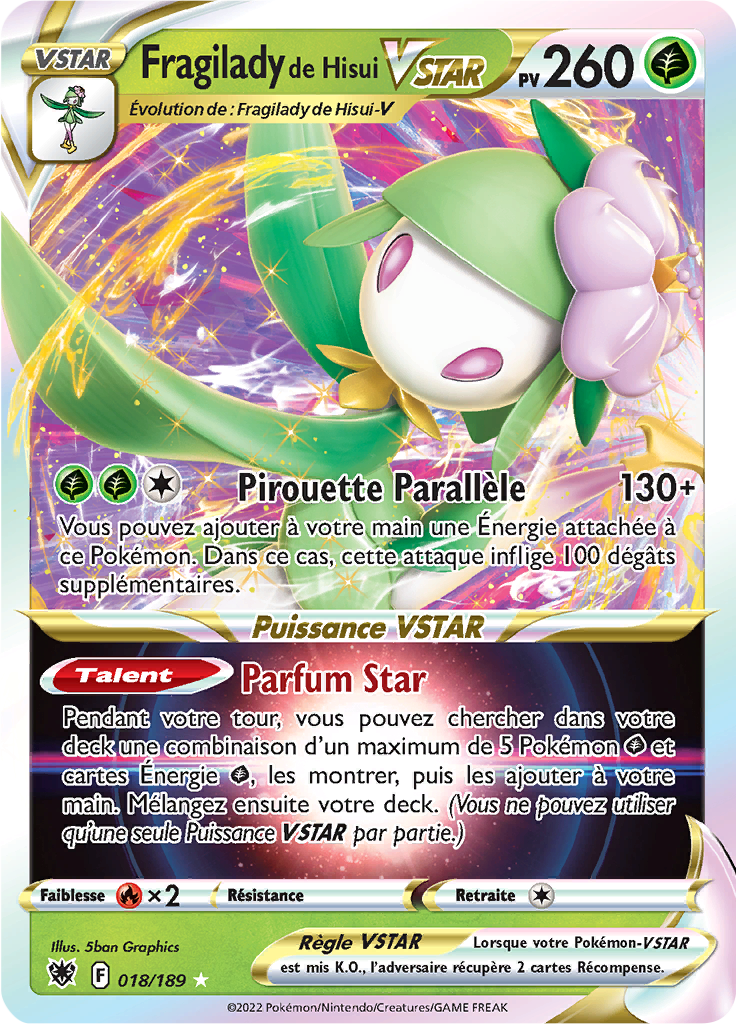 VSTAR
Fragilady de Hisui VSTAR PV 260
Évolution de : Fragilady de Hisui-V
Pirouette Parallèle 130+
Vous pouvez ajouter à votre main une Énergie attachée à
ce Pokémon. Dans ce cas, cette attaque inflige 100 dégâts
supplémentaires.
Puissance VSTAR
Talent Parfum Star
Pendant votre tour, vous pouvez chercher dans votre
deck une combinaison d'un maximum de 5 Pokémon et
cartes Énergie , les montrer, puis les ajouter à votre
main. Mélangez ensuite votre deck. (Vous ne pouvez utiliser
qu'une seule Puissance VSTAR par partie.)
Faiblesse ×2 Résistance Retraite
Illus. 5ban Graphics
F 018/189
Règle VSTAR Lorsque votre Pokémon-VSTAR
est mis K.O., l'adversaire récupère 2 cartes Récompense.
©2022 Pokémon/Nintendo/Creatures/GAME FREAK